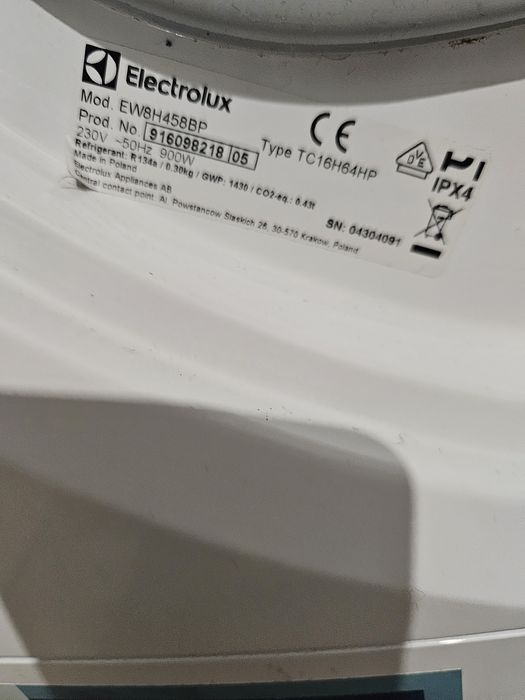 Electrolux
CE
Mod. EW8H458BP
Prod. No. 916098218 05
Type TC16H64HP
DVE
230V ~50Hz 900W
IPX4
Refrigerant: R134a / 0.30kg / GWP: 1430 / CO2-eq.: 0.43t
Made in Poland
SN: 04304091
Electrolux Appliances AB
Central contact point: Al. Powstancow Slaskich 26, 30-570 Krakow, Poland